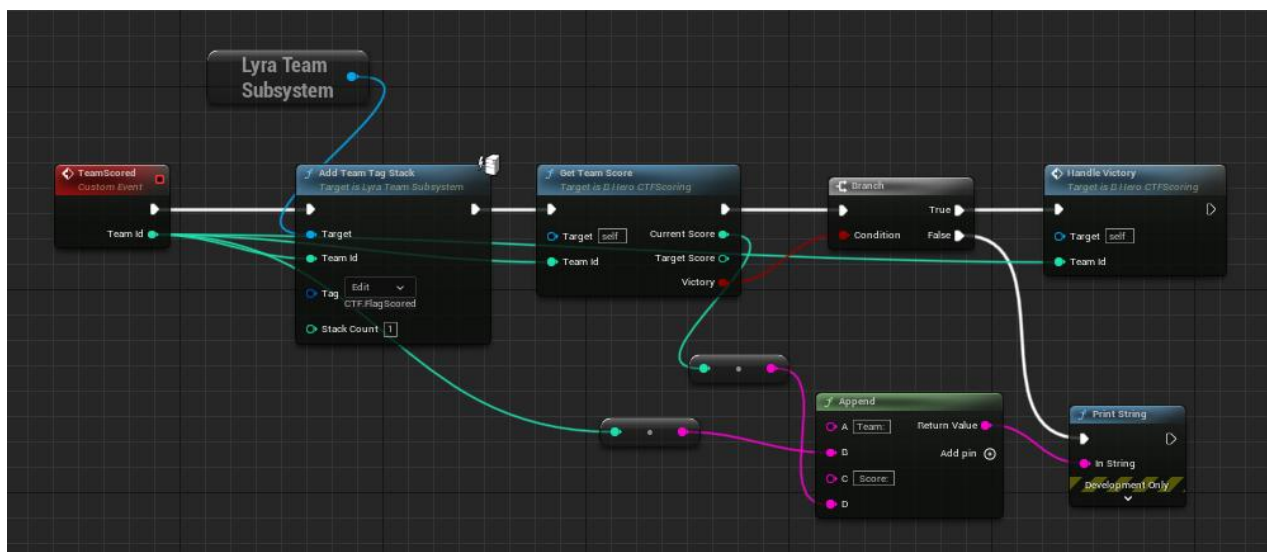 Lyra Team
Subsystem
TeamScored
Custom Event
Team Id
Add Team Tag Stack
Target is Lyra Team Subsystem
Target
Team Id
Tag
Edit
CTF.FlagScored
Stack Count 1
Get Team Score
Target is B Hero CTFScoring
Target self
Team Id
Current Score
Target Score
Victory
Branch
Condition
True
False
Handle Victory
Target is B Hero CTFScoring
Target self
Team Id
Append
A Team:
B
C Score:
D
Return Value
Add pin
Print String
In String
Development Only